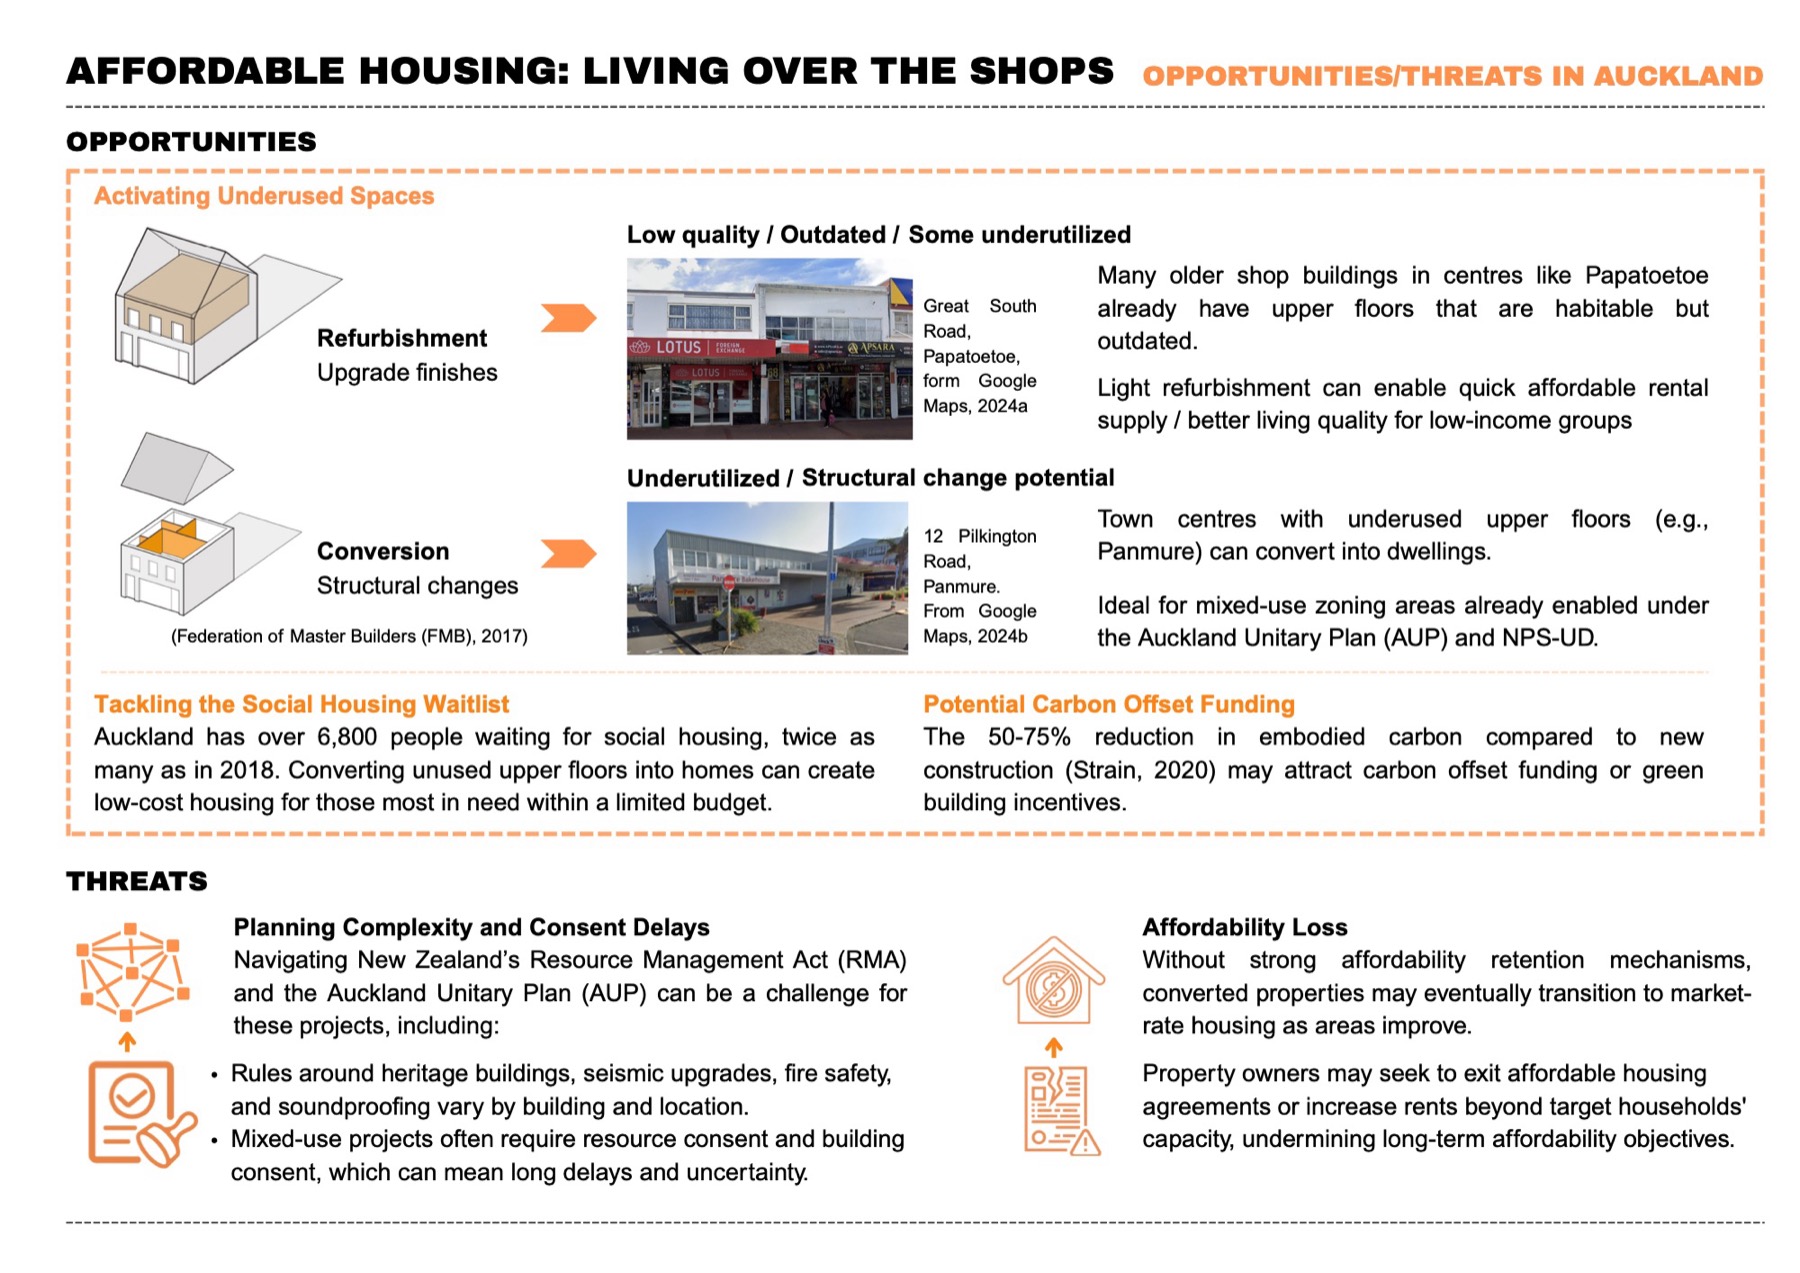 AFFORDABLE HOUSING: LIVING OVER THE SHOPS OPPORTUNITIES/THREATS IN AUCKLAND
OPPORTUNITIES
Activating Underused Spaces
Refurbishment
Upgrade finishes
Low quality / Outdated / Some underutilized
LOTUS FOREIGN EXCHANGE
APSARA
LOTUS
68
Great South
Road,
Papatoetoe,
form Google
Maps, 2024a
Many older shop buildings in centres like Papatoetoe
already have upper floors that are habitable but
outdated.
Light refurbishment can enable quick affordable rental
supply / better living quality for low-income groups
Conversion
Structural changes
(Federation of Master Builders (FMB), 2017)
Underutilized / Structural change potential
Bakehouse
12 Pilkington
Road,
Panmure.
From Google
Maps, 2024b
Town centres with underused upper floors (e.g.,
Panmure) can convert into dwellings.
Ideal for mixed-use zoning areas already enabled under
the Auckland Unitary Plan (AUP) and NPS-UD.
Tackling the Social Housing Waitlist
Auckland has over 6,800 people waiting for social housing, twice as
many as in 2018. Converting unused upper floors into homes can create
low-cost housing for those most in need within a limited budget.
Potential Carbon Offset Funding
The 50-75% reduction in embodied carbon compared to new
construction (Strain, 2020) may attract carbon offset funding or green
building incentives.
THREATS
Planning Complexity and Consent Delays
Navigating New Zealand’s Resource Management Act (RMA)
and the Auckland Unitary Plan (AUP) can be a challenge for
these projects, including:
• Rules around heritage buildings, seismic upgrades, fire safety,
and soundproofing vary by building and location.
• Mixed-use projects often require resource consent and building
consent, which can mean long delays and uncertainty.
Affordability Loss
Without strong affordability retention mechanisms,
converted properties may eventually transition to market-
rate housing as areas improve.
Property owners may seek to exit affordable housing
agreements or increase rents beyond target households'
capacity, undermining long-term affordability objectives.